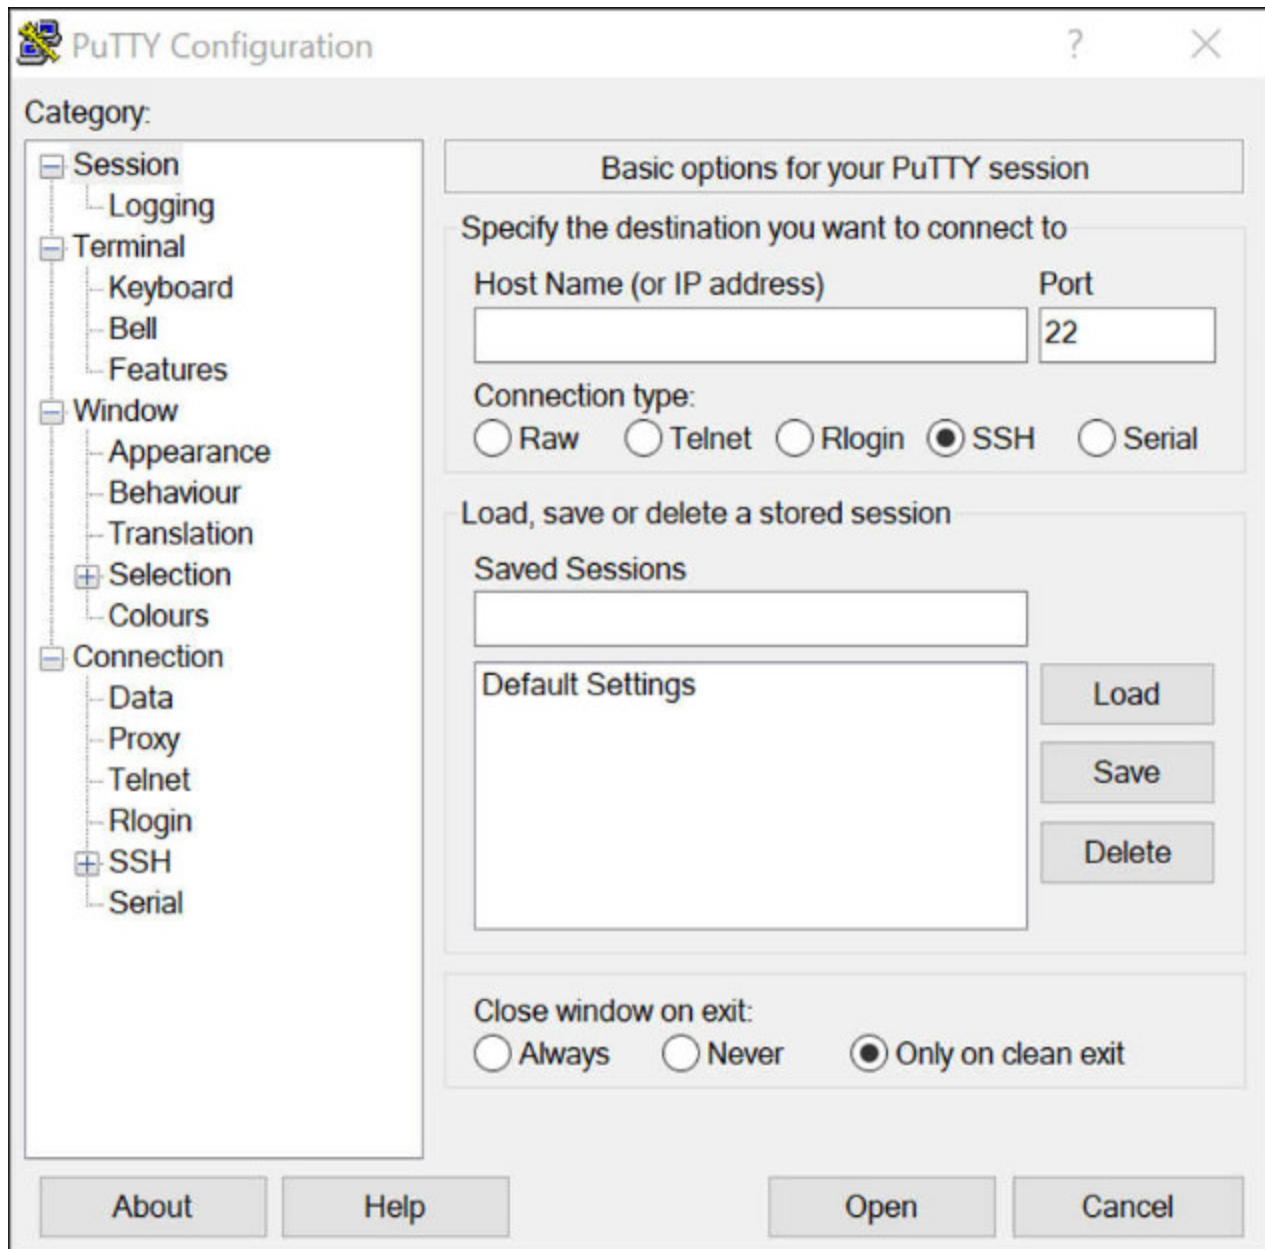 PuTTY Configuration
Category:
Session
Logging
Terminal
Keyboard
Bell
Features
Window
Appearance
Behaviour
Translation
Selection
Colours
Connection
Data
Proxy
Telnet
Rlogin
SSH
Serial
Basic options for your PuTTY session
Specify the destination you want to connect to
Host Name (or IP address) Port
22
Connection type:
Raw Telnet Rlogin SSH Serial
Load, save or delete a stored session
Saved Sessions
Default Settings
Load
Save
Delete
Close window on exit:
Always Never Only on clean exit
About Help Open Cancel